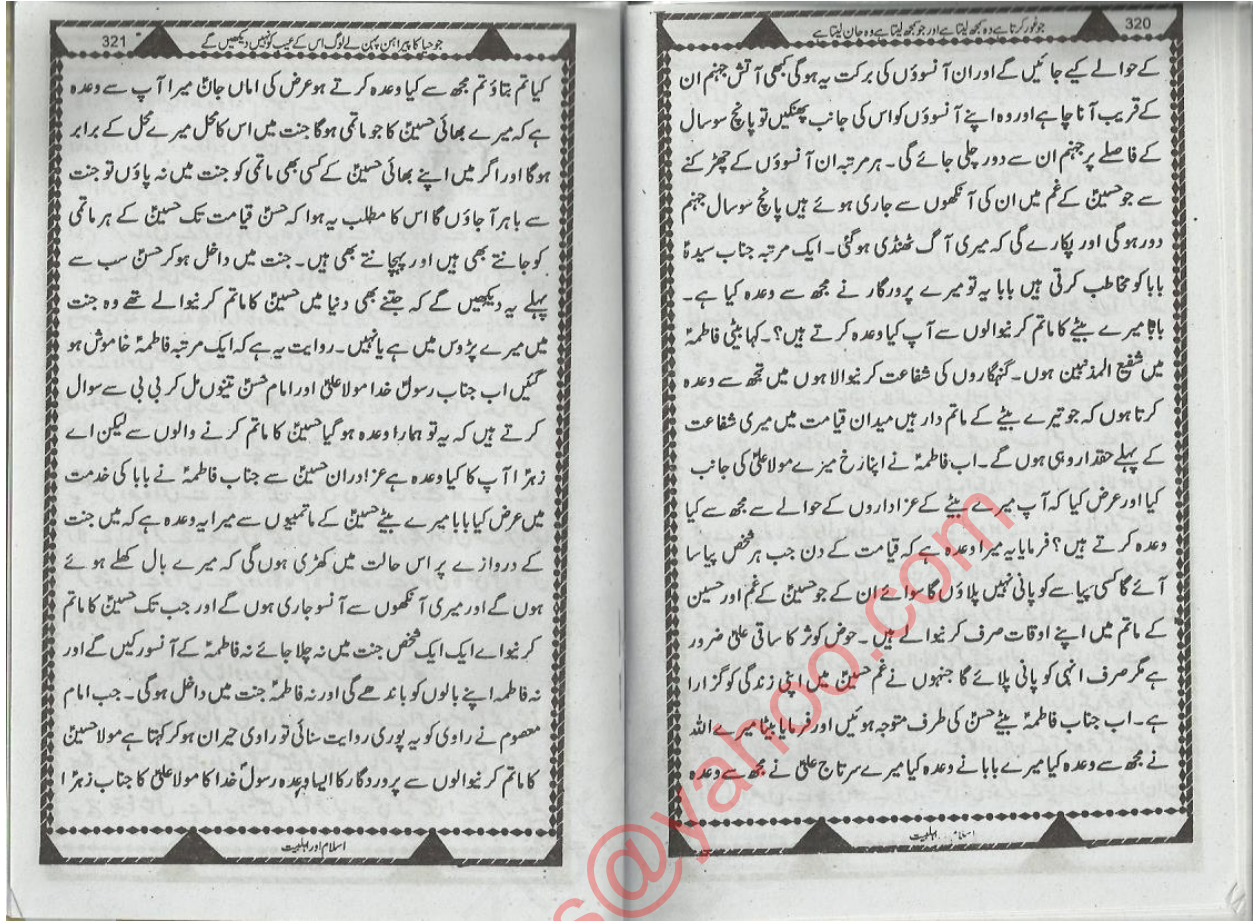 320
جو غور کرتا ہے وہ سمجھ لیتا ہے اور جو سمجھ لیتا ہے وہ جان لیتا ہے
کے حوالے کیے جائیں گے اور ان آنسوؤں کی برکت یہ ہوگی کبھی آتش جہنم ان
کے قریب آنا چاہے اور وہ اپنے آنسوؤں کو اس کی جانب پھنکیں تو پانچ سو سال
کے فاصلے پر جہنم ان سے دور چلی جائے گی۔ ہر مرتبہ ان آنسوؤں کے چھڑکنے
سے جو حسینؑ کے غم میں ان کی آنکھوں سے جاری ہوئے ہیں پانچ سو سال جہنم
دور ہوگی اور پکارے گی کہ میری آگ ٹھنڈی ہوگئی۔ ایک مرتبہ جناب سیدہؑ
بابا کو مخاطب کرتی ہیں بابا یہ تو میرے پرورگار نے مجھ سے وعدہ کیا ہے۔
بابا میرے بیٹے کا ماتم کرنیوالوں سے آپ کیا وعدہ کرتے ہیں؟۔ کہا بیٹی فاطمہؑ
میں شفیع المذنبین ہوں۔ گنہگاروں کی شفاعت کرنیوالا ہوں میں تجھ سے وعدہ
کرتا ہوں کہ جو تیرے بیٹے کے ماتم دار ہیں میدان قیامت میں میری شفاعت
کے پہلے حقدار وہی ہوں گے۔ اب فاطمہؑ نے اپنا رخ میرے مولا علیؑ کی جانب
کیا اور عرض کیا کہ آپ میرے بیٹے کے عزاداروں کے حوالے سے مجھ سے کیا
وعدہ کرتے ہیں؟ فرمایا یہ میرا وعدہ ہے کہ قیامت کے دن جب ہر شخص پیاسا
آئے گا کسی پیاسے کو پانی نہیں پلاؤں گا سوائے ان کے جو حسینؑ کے غم اور حسین
کے ماتم میں اپنے اوقات صرف کرنیوالے ہیں۔ حوض کوثر کا ساقی علیؑ ضرور
ہے مگر صرف انہی کو پانی پلائے گا جنہوں نے غم حسینؑ میں اپنی زندگی کو گزارا
ہے۔ اب جناب فاطمہؑ بیٹے حسنؑ کی طرف متوجہ ہوئیں اور فرمایا بیٹا میرے اللہ
نے مجھ سے وعدہ کیا میرے بابا نے وعدہ کیا میرے سرتاج علیؑ نے مجھ سے وعدہ
اسلام اور اہلبیت
321
جو حیا کا پیراہن پہن لے لوگ اس کے عیب کو نہیں دیکھیں گے
کیا تم بتاؤ تم مجھ سے کیا وعدہ کرتے ہو عرض کی اماں جانؑ میرا آپ سے وعدہ
ہے کہ میرے بھائی حسینؑ کا جو ماتمی ہوگا جنت میں اس کا محل میرے محل کے برابر
ہوگا اور اگر میں اپنے بھائی حسینؑ کے کسی بھی ماتمی کو جنت میں نہ پاؤں تو جنت
سے باہر آجاؤں گا اس کا مطلب یہ ہوا کہ حسنؑ قیامت تک حسینؑ کے ہر ماتمی
کو جانتے بھی ہیں اور پہچانتے بھی ہیں۔ جنت میں داخل ہو کر حسنؑ سب سے
پہلے یہ دیکھیں گے کہ جتنے بھی دنیا میں حسینؑ کا ماتم کرنیوالے تھے وہ جنت
میں میرے پڑوس میں ہے یا نہیں۔ روایت یہ ہے کہ ایک مرتبہ فاطمہؑ خاموش ہو
گئیں اب جناب رسولؐ خدا مولا علیؑ اور امام حسنؑ تینوں مل کر بی بی سے سوال
کرتے ہیں کہ یہ تو ہمارا وعدہ ہو گیا حسینؑ کا ماتم کرنے والوں سے لیکن اے
زہراؑ آپ کا کیا وعدہ ہے عزاداران حسینؑ سے جناب فاطمہؑ نے بابا کی خدمت
میں عرض کیا بابا میرے بیٹے حسینؑ کے ماتمیوں سے میرا یہ وعدہ ہے کہ میں جنت
کے دروازے پر اس حالت میں کھڑی ہوں گی کہ میرے بال کھلے ہوئے
ہوں گے اور میری آنکھوں سے آنسو جاری ہوں گے اور جب تک حسینؑ کا ماتم
کرنیواے ایک ایک شخص جنت میں نہ چلا جائے نہ فاطمہؑ کے آنسو رکیں گے اور
نہ فاطمہ اپنے بالوں کو باندھے گی اور نہ فاطمہؑ جنت میں داخل ہوگی۔ جب امام
معصوم نے راوی کو یہ پوری روایت سنائی تو راوی حیران ہو کر کہتا ہے مولا حسینؑ
کا ماتم کرنیوالوں سے پروردگار کا ایسا وعدہ رسولؐ خدا کا مولا علیؑ کا جناب زہراؑ
اسلام اور اہلبیت
s@yahoo.com